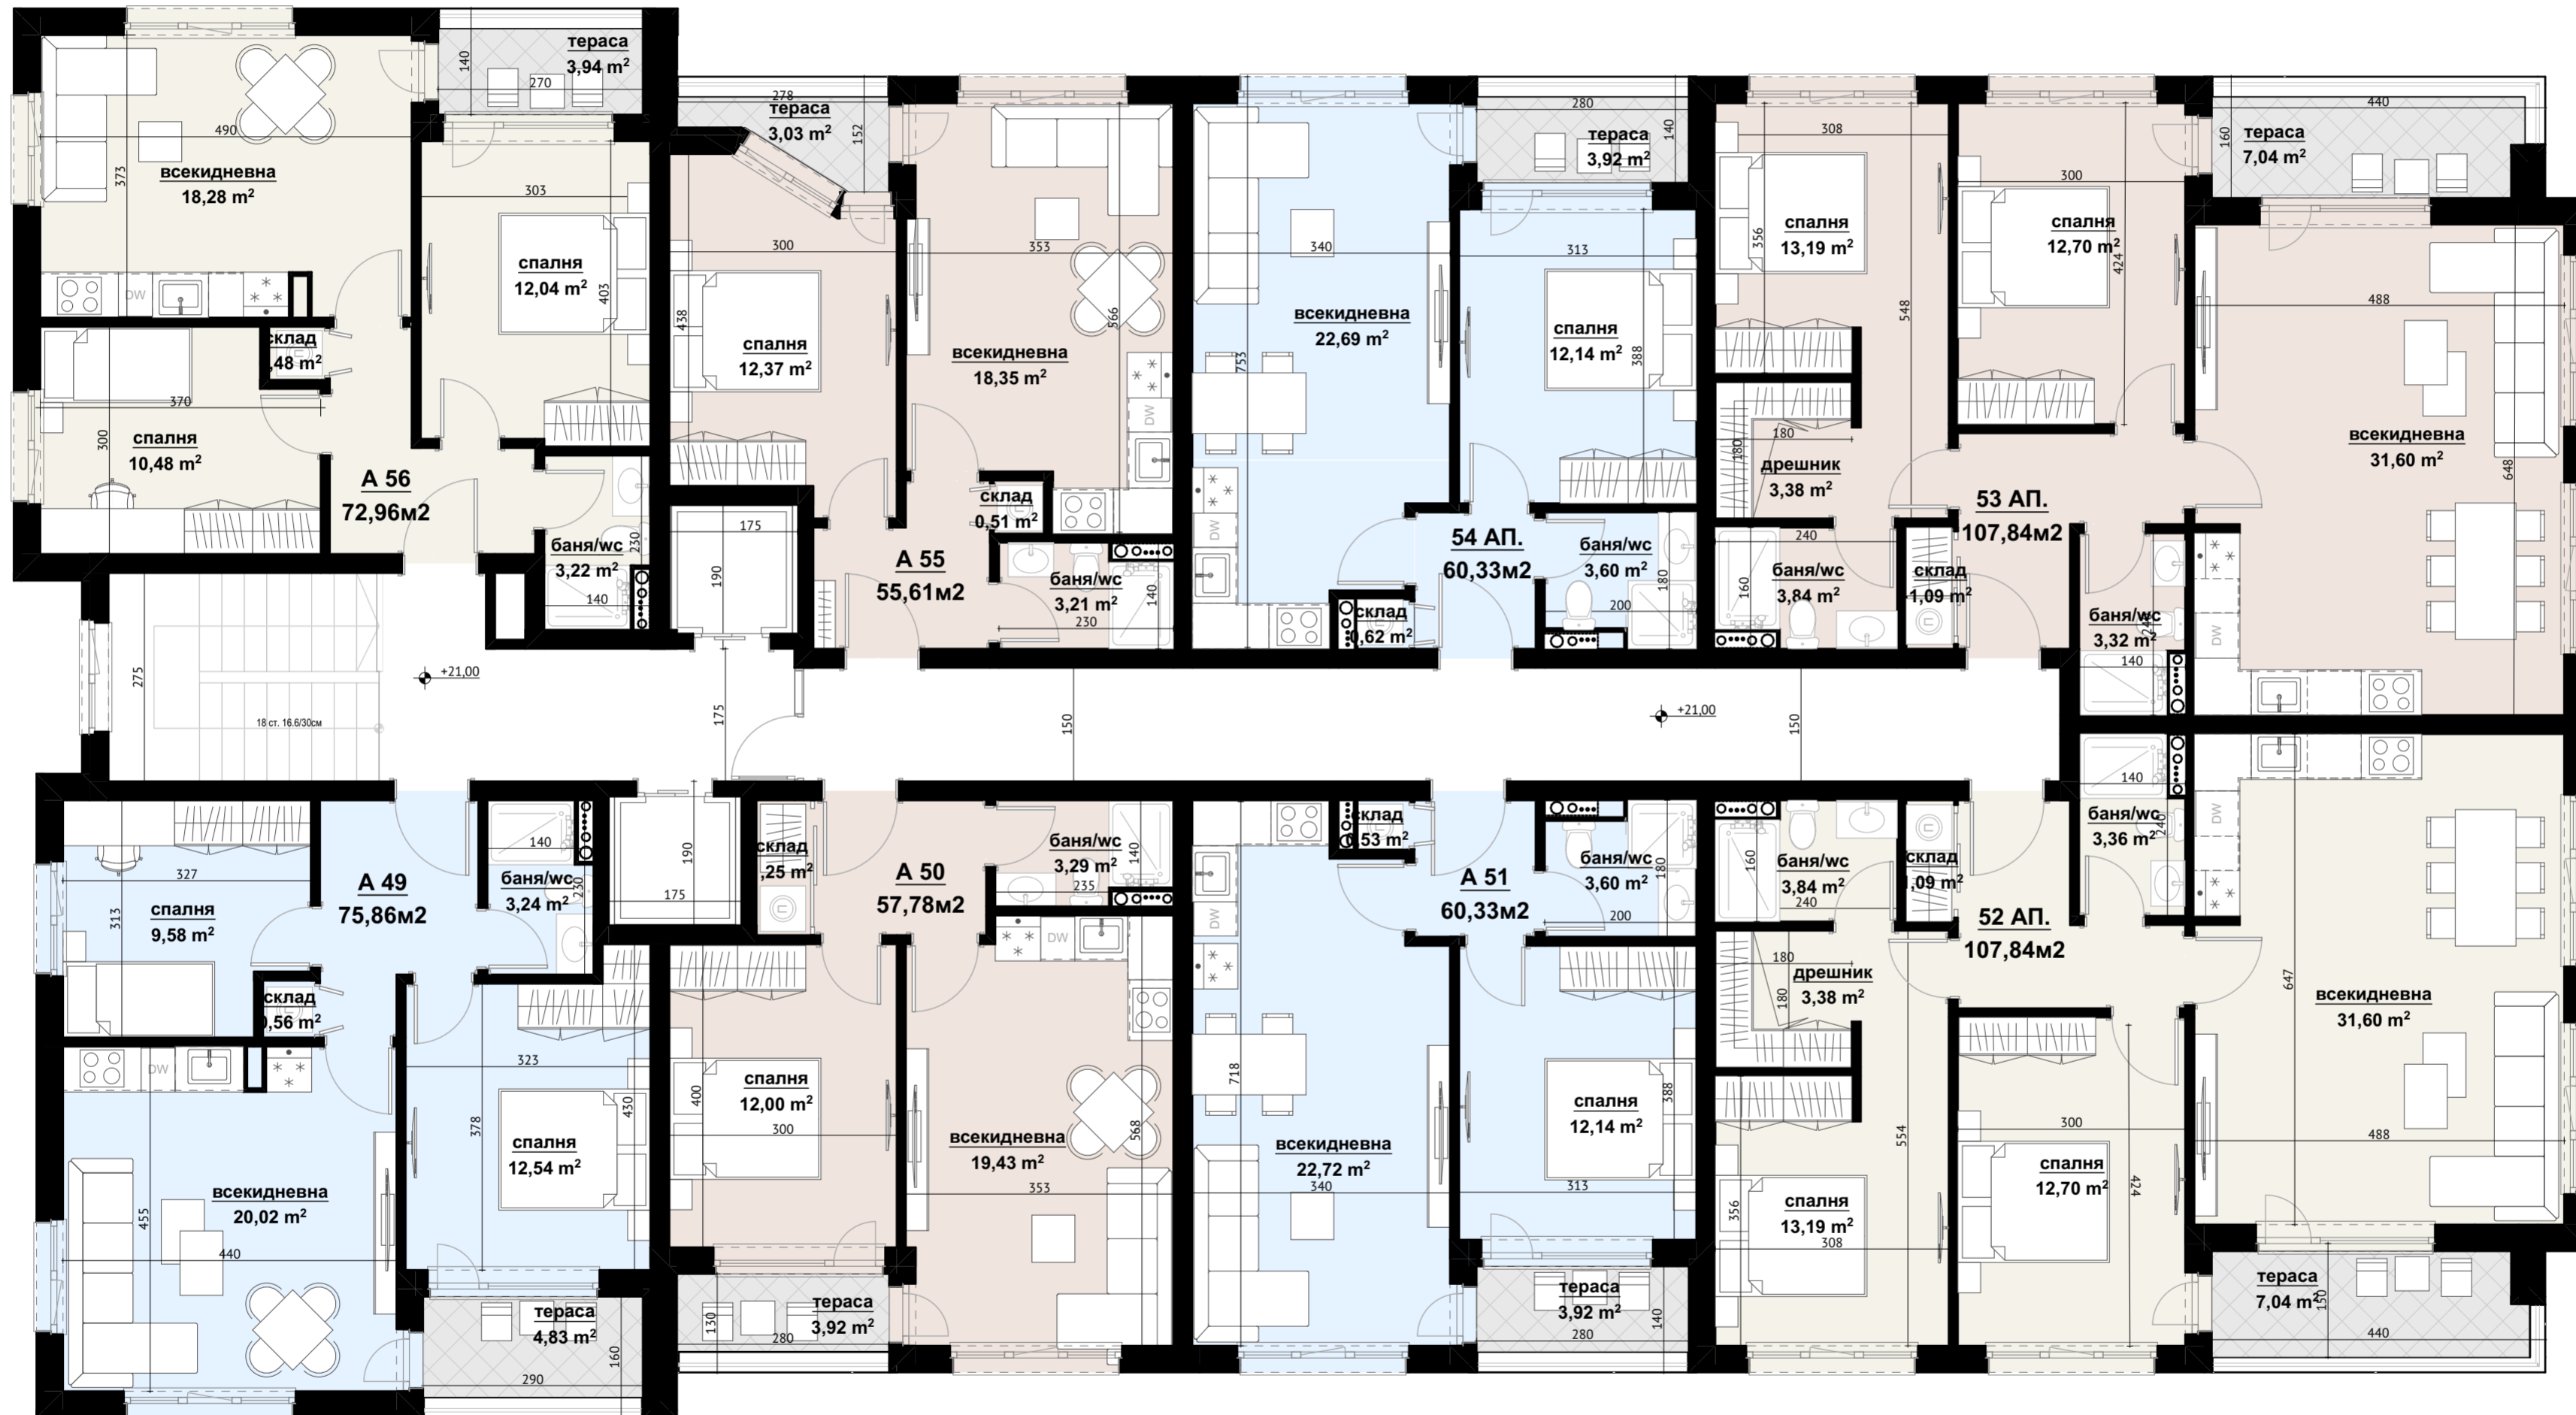 тераса
3,94 m²
140
270
490
всекидневна
18,28 m²
373
303
спалня
12,04 m²
403
DW
склад
,48 m²
370
спалня
10,48 m²
300
А 56
72,96м2
баня/wc
3,22 m²
230
140
278
тераса
3,03 m²
152
300
438
спалня
12,37 m²
353
566
всекидневна
18,35 m²
DW
склад
0,51 m²
175
190
А 55
55,61м2
баня/wc
3,21 m²
140
230
280
тераса
3,92 m²
140
340
313
всекидневна
22,69 m²
753
спалня
12,14 m²
388
DW
54 АП.
60,33м2
баня/wc
3,60 m²
180
200
склад
0,62 m²
308
356
спалня
13,19 m²
548
180
180
дрешник
3,38 m²
240
160
баня/wc
3,84 m²
склад
1,09 m²
300
спалня
12,70 m²
424
53 АП.
107,84м2
баня/wc
3,32 m²
140
440
160
тераса
7,04 m²
488
всекидневна
31,60 m²
648
DW
275
+21,00
18 ст. 16.6/30см
175
150
+21,00
150
327
313
спалня
9,58 m²
А 49
75,86м2
140
баня/wc
3,24 m²
230
склад
,56 m²
DW
323
378
430
спалня
12,54 m²
всекидневна
20,02 m²
455
440
тераса
4,83 m²
160
290
190
175
склад
,25 m²
А 50
57,78м2
баня/wc
3,29 m²
140
235
DW
спалня
12,00 m²
400
300
всекидневна
19,43 m²
568
353
тераса
3,92 m²
130
280
склад
,53 m²
А 51
60,33м2
баня/wc
3,60 m²
180
200
DW
718
всекидневна
22,72 m²
340
спалня
12,14 m²
388
313
тераса
3,92 m²
140
280
160
баня/wc
3,84 m²
240
склад
1,09 m²
180
дрешник
3,38 m²
180
52 АП.
107,84м2
140
баня/wc
3,36 m²
240
DW
554
356
спалня
13,19 m²
308
300
спалня
12,70 m²
424
647
всекидневна
31,60 m²
488
тераса
7,04 m²
150
440